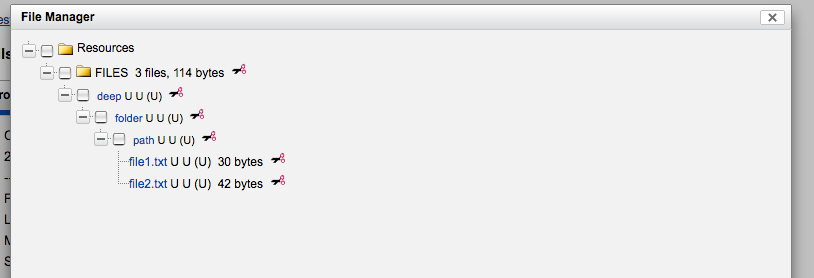 File Manager
Resources
FILES 3 files, 114 bytes
deep U U (U)
folder U U (U)
path U U (U)
file1.txt U U (U) 30 bytes
file2.txt U U (U) 42 bytes